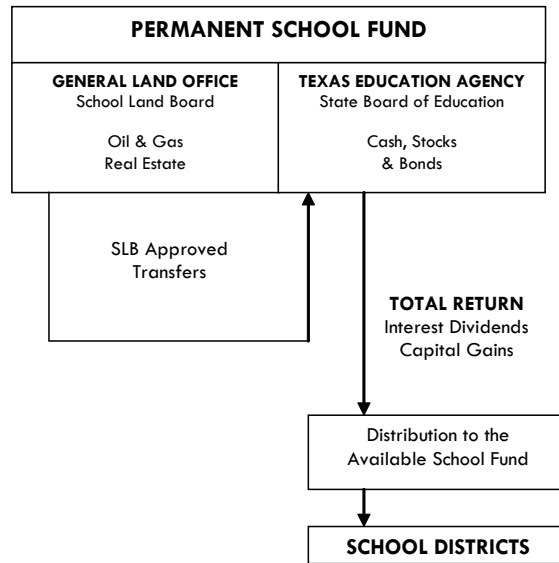 PERMANENT SCHOOL FUND
GENERAL LAND OFFICE
School Land Board
Oil & Gas
Real Estate
TEXAS EDUCATION AGENCY
State Board of Education
Cash, Stocks
& Bonds
SLB Approved
Transfers
TOTAL RETURN
Interest Dividends
Capital Gains
Distribution to the
Available School Fund
SCHOOL DISTRICTS